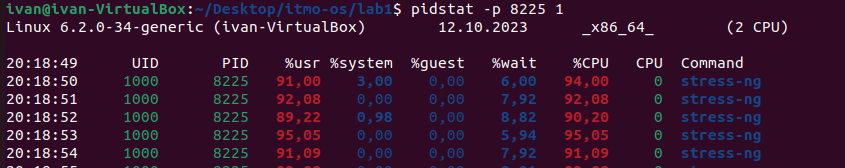 ivan@ivan-VirtualBox:~/Desktop/itmo-os/lab1$ pidstat -p 8225 1
Linux 6.2.0-34-generic (ivan-VirtualBox) 12.10.2023 _x86_64_ (2 CPU)
20:18:49 UID PID %usr %system %guest %wait %CPU CPU Command
20:18:50 1000 8225 91,00 3,00 0,00 6,00 94,00 0 stress-ng
20:18:51 1000 8225 92,08 0,00 0,00 7,92 92,08 0 stress-ng
20:18:52 1000 8225 89,22 0,98 0,00 8,82 90,20 0 stress-ng
20:18:53 1000 8225 95,05 0,00 0,00 5,94 95,05 0 stress-ng
20:18:54 1000 8225 91,09 0,00 0,00 7,92 91,09 0 stress-ng